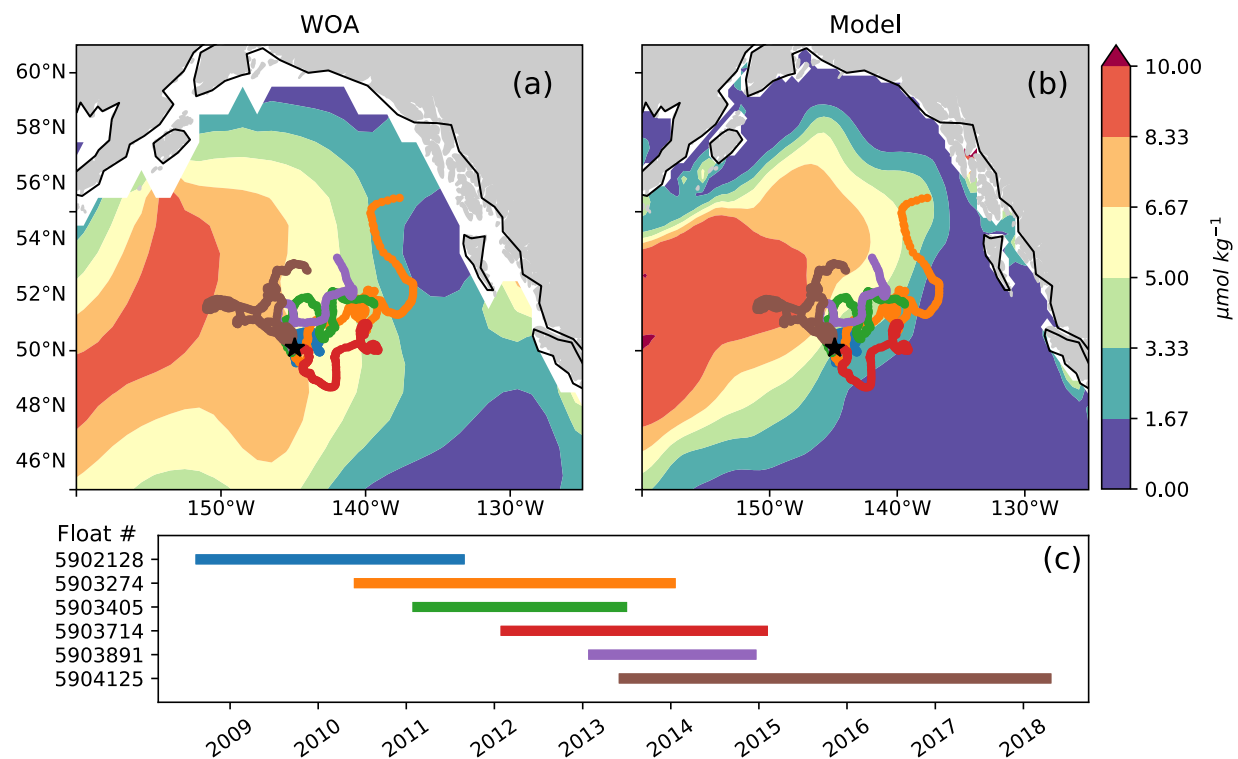 WOA
Model
(a)
(b)
60°N
58°N
56°N
54°N
52°N
50°N
48°N
46°N
150°W
140°W
130°W
150°W
140°W
130°W
10.00
8.33
6.67
5.00
3.33
1.67
0.00
μmol kg⁻¹
Float #
(c)
5902128
5903274
5903405
5903714
5903891
5904125
2009
2010
2011
2012
2013
2014
2015
2016
2017
2018